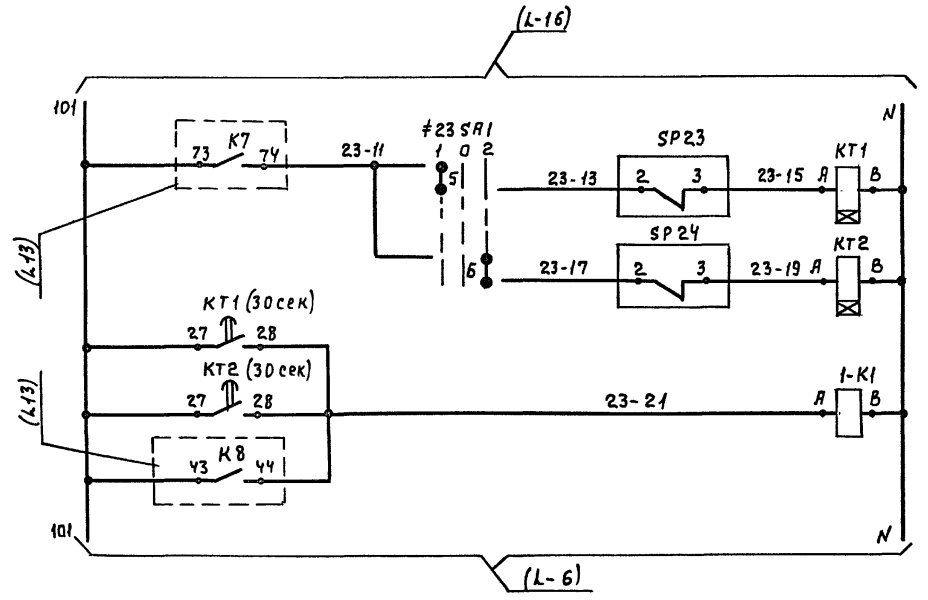 (L-16)
101
N
K7
73
74
23-11
≠23 SA1
1 0 2
5
23-13
SP23
2 3
23-15
A
KT1
B
(L13)
6
23-17
SP24
2 3
23-19
A
KT2
B
KT1 (30 сек)
27 28
KT2 (30 сек)
27 28
23-21
A
1-K1
B
(L13)
K8
43 44
101
N
(L-6)